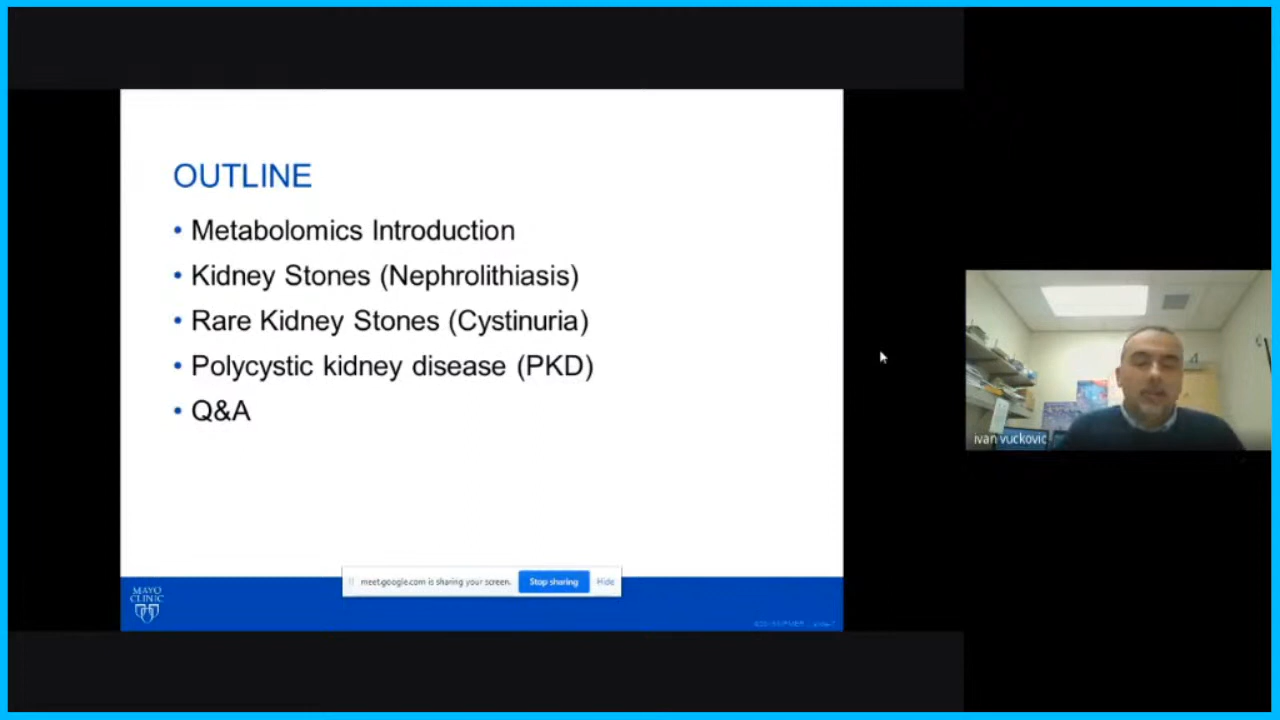 OUTLINE
• Metabolomics Introduction
• Kidney Stones (Nephrolithiasis)
• Rare Kidney Stones (Cystinuria)
• Polycystic kidney disease (PKD)
• Q&A
meet.google.com is sharing your screen.
Stop sharing
Hide
MAYO
CLINIC
ivan vuckovic